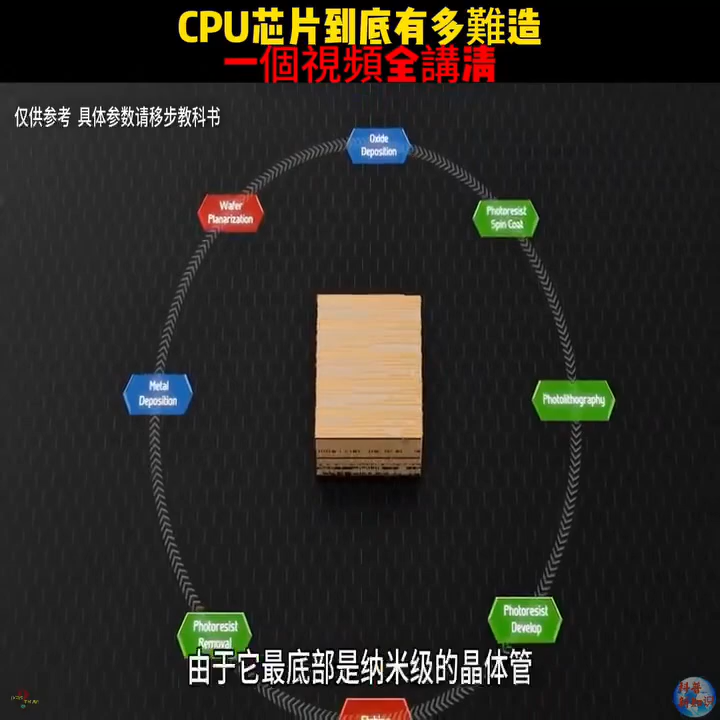 CPU芯片到底有多難造
一個視頻全講清
仅供参考 具体参数请移步教科书
Oxide
Deposition
Wafer
Planarization
Photoresist
Spin Coat
Metal
Deposition
Photolithography
Photoresist
Develop
Photoresist
Removal
由于它最底部是纳米级的晶体管
科普